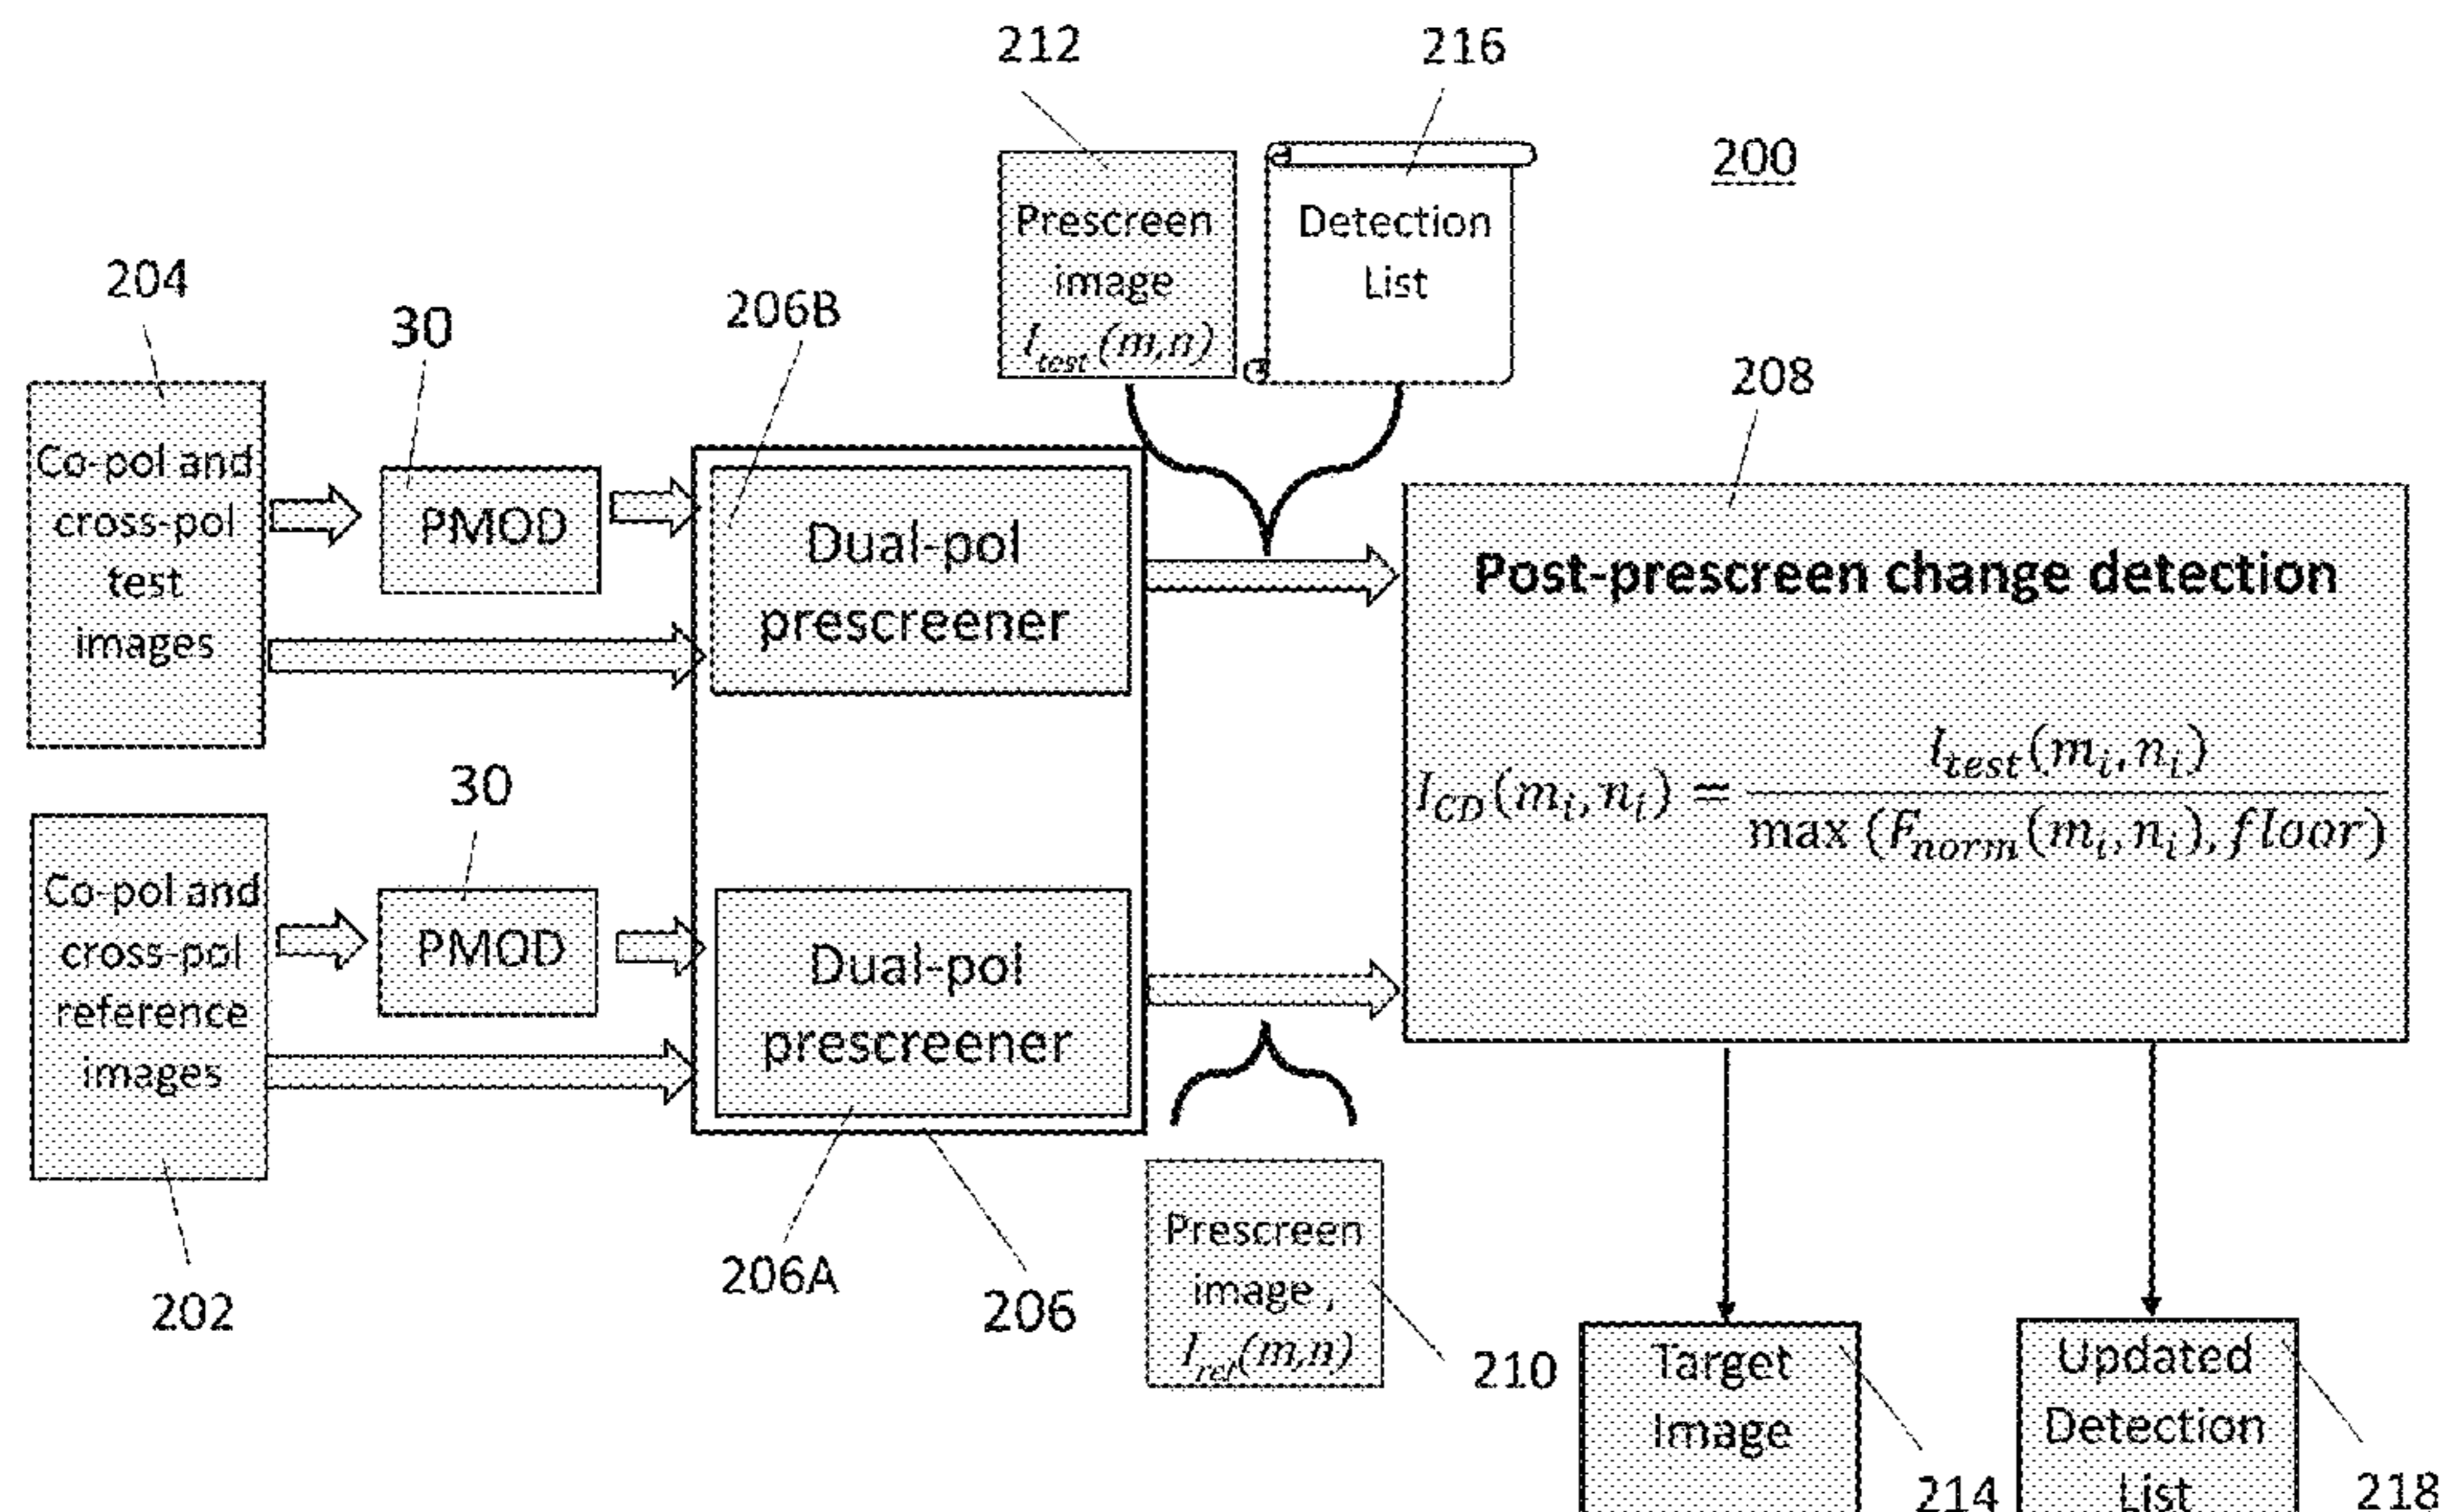 212
216
200
Prescreen
image
I_test (m,n)
Detection
List
204
30
206B
208
Co-pol and
cross-pol
test
images
PMOD
Dual-pol
prescreener
Post-prescreen change detection
I_CD(m_i, n_i) = I_test(m_i, n_i) / max (F_norm(m_i, n_i), floor)
30
Co-pol and
cross-pol
reference
images
PMOD
Dual-pol
prescreener
202
206A
206
Prescreen
image ,
I_ref(m,n)
210
Target
Image
214
Updated
Detection
List
218